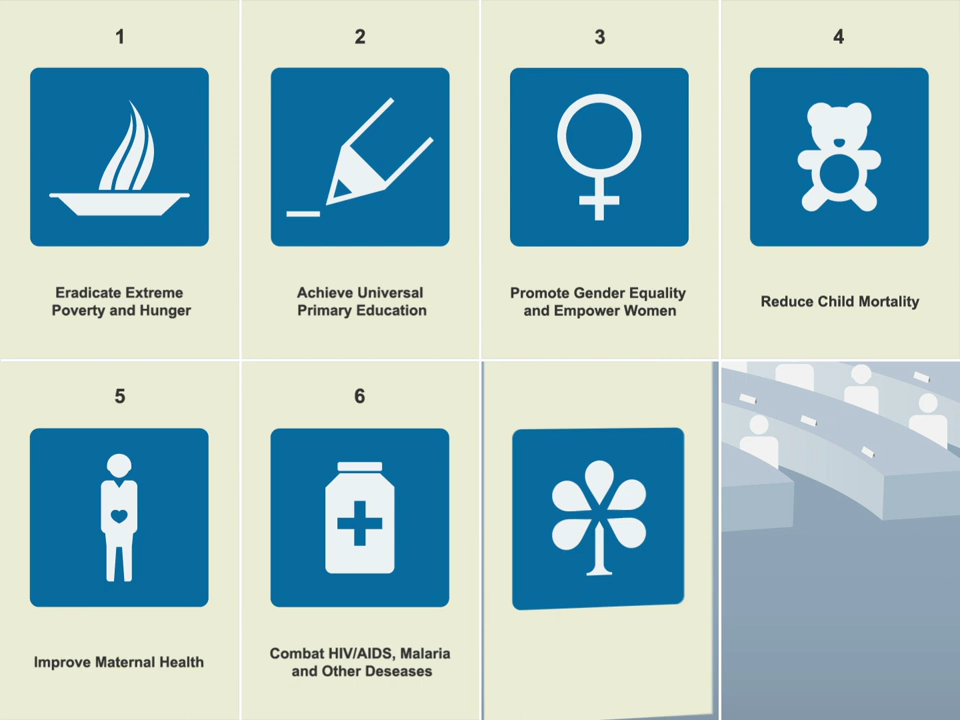 1
2
3
4
Eradicate Extreme
Poverty and Hunger
Achieve Universal
Primary Education
Promote Gender Equality
and Empower Women
Reduce Child Mortality
5
6
Improve Maternal Health
Combat HIV/AIDS, Malaria
and Other Deseases